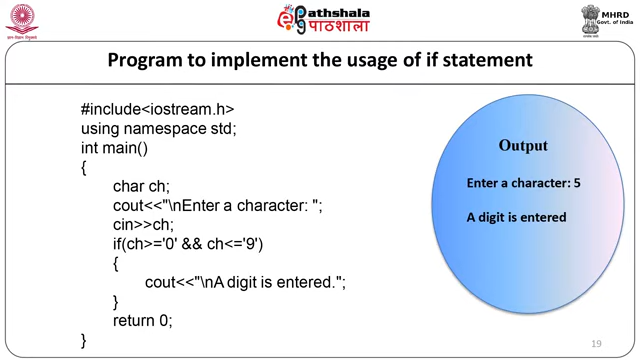 Pathshala
पाठशाला
MHRD
Govt. of India
Program to implement the usage of if statement
#include<iostream.h>
using namespace std;
int main()
{
char ch;
cout<<"\nEnter a character: ";
cin>>ch;
if(ch>='0' && ch<='9')
{
cout<<"\nA digit is entered.";
}
return 0;
}
Output
Enter a character: 5
A digit is entered
19